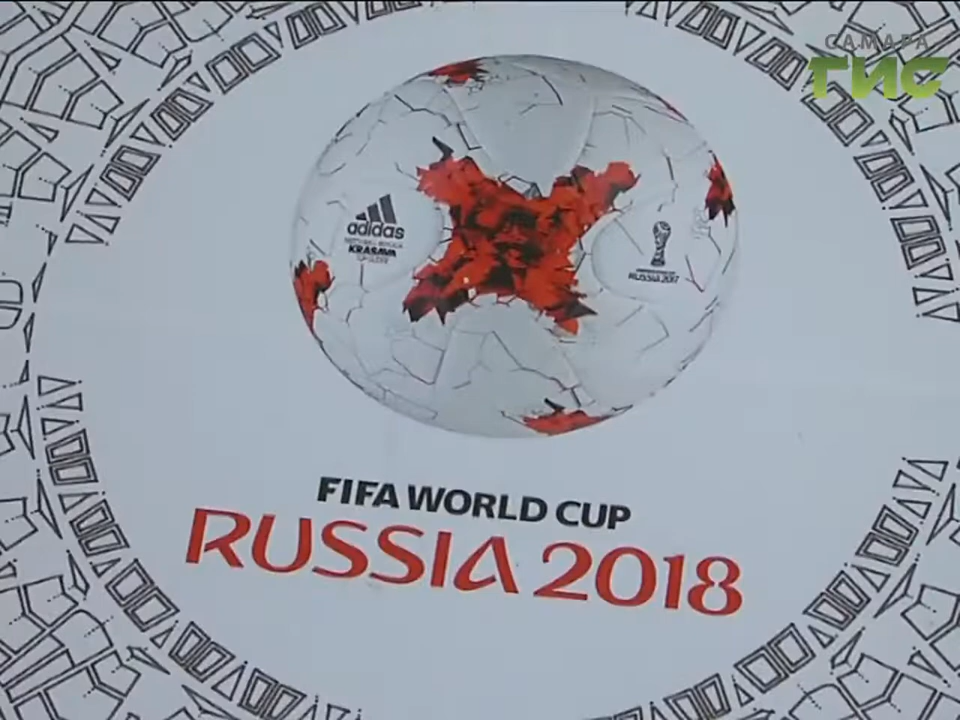 САМАРА
ГИС
adidas
KRASAVA
RUSSIA 2017
FIFA WORLD CUP
RUSSIA 2018